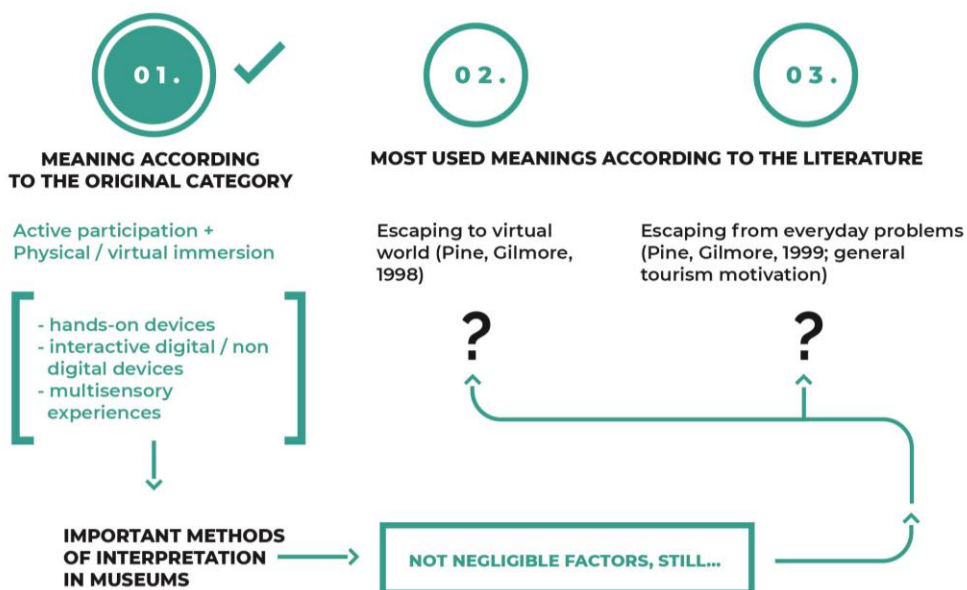 01.
MEANING ACCORDING
TO THE ORIGINAL CATEGORY
Active participation +
Physical / virtual immersion
- hands-on devices
- interactive digital / non
digital devices
- multisensory
experiences
IMPORTANT METHODS
OF INTERPRETATION
IN MUSEUMS
02.
03.
MOST USED MEANINGS ACCORDING TO THE LITERATURE
Escaping to virtual
world (Pine, Gilmore,
1998)
?
Escaping from everyday problems
(Pine, Gilmore, 1999; general
tourism motivation)
?
NOT NEGLIGIBLE FACTORS, STILL...